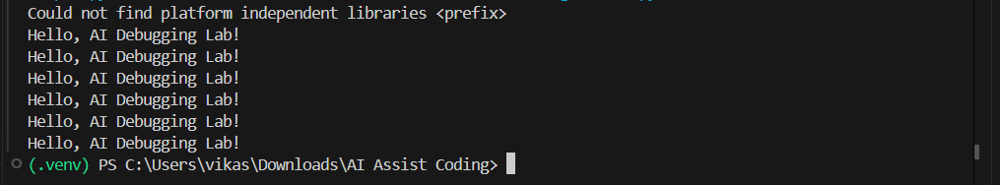 Could not find platform independent libraries <prefix>
Hello, AI Debugging Lab!
Hello, AI Debugging Lab!
Hello, AI Debugging Lab!
Hello, AI Debugging Lab!
Hello, AI Debugging Lab!
Hello, AI Debugging Lab!
(.venv) PS C:\Users\vikas\Downloads\AI Assist Coding>